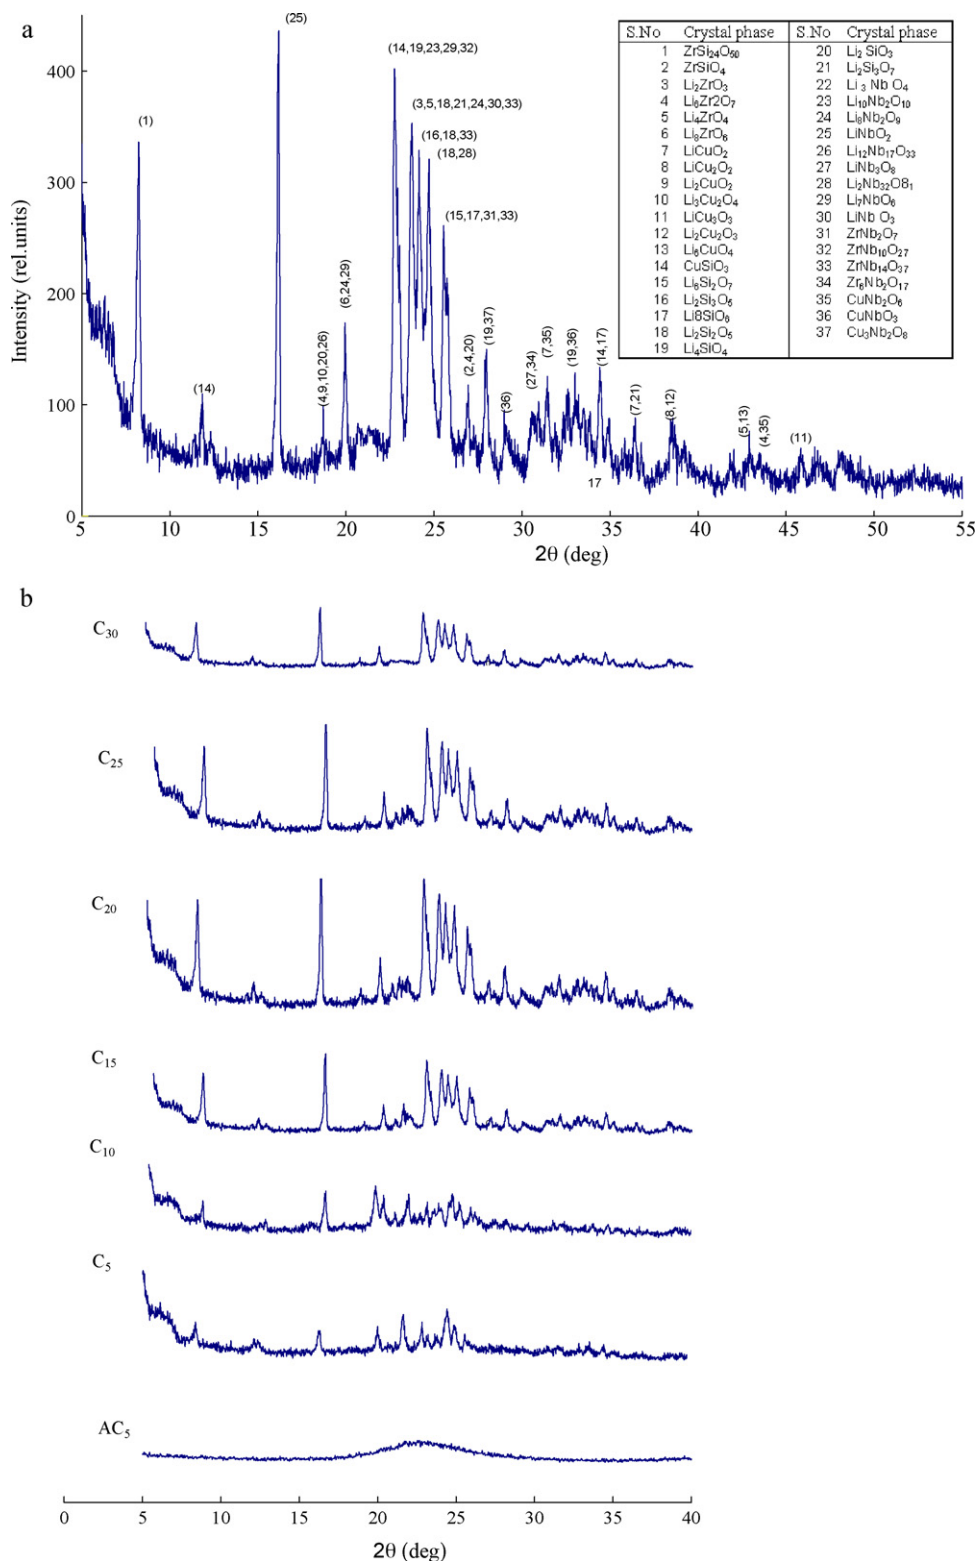 a
(25)
(14,19,23,29,32)
(3,5,18,21,24,30,33)
(1)
(16,18,33)
(18,28)
(15,17,31,33)
(6,24,29)
(14)
(4,9,10,20,26)
(2,4,20)
(19,37)
(36)
(27,34)
(7,35)
(19,36)
(14,17)
17
(7,21)
(8,12)
(5,13)
(4,35)
(11)
S.No Crystal phase S.No Crystal phase
1 ZrSi24O50 20 Li2 SiO3
2 ZrSiO4 21 Li2Si3O7
3 Li2ZrO3 22 Li 3 Nb O4
4 Li6Zr2O7 23 Li10Nb2O10
5 Li4ZrO4 24 Li8Nb2O9
6 Li8ZrO6 25 LiNbO2
7 LiCuO2 26 Li12Nb17O33
8 LiCu2O2 27 LiNb3O8
9 Li2CuO2 28 Li2Nb32O81
10 Li3Cu2O4 29 Li7NbO6
11 LiCu3O3 30 LiNb O3
12 Li2Cu2O3 31 ZrNb2O7
13 Li6CuO4 32 ZrNb10O27
14 CuSiO3 33 ZrNb14O37
15 Li6Si2O7 34 Zr6Nb2O17
16 Li2Si3O5 35 CuNb2O6
17 Li8SiO6 36 CuNbO3
18 Li2Si2O5 37 Cu3Nb2O8
19 Li4SiO4
Intensity (rel.units)
400
300
200
100
0
5 10 15 20 25 30 35 40 45 50 55
2θ (deg)
b
C30
C25
C20
C15
C10
C5
AC5
0 5 10 15 20 25 30 35 40
2θ (deg)